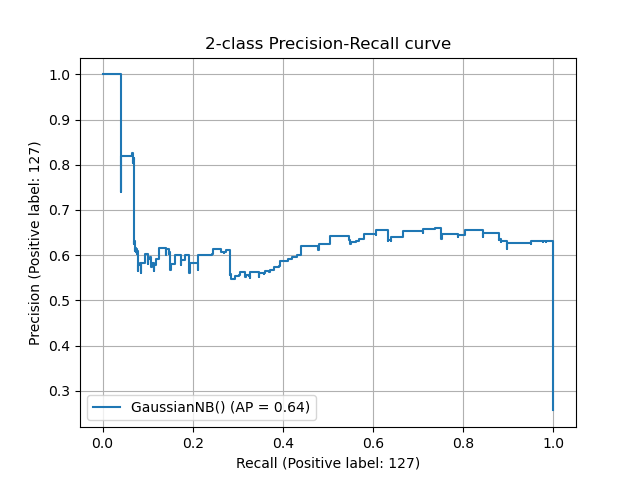 2-class Precision-Recall curve
Precision (Positive label: 127)
1.0
0.9
0.8
0.7
0.6
0.5
0.4
0.3
GaussianNB() (AP = 0.64)
0.0 0.2 0.4 0.6 0.8 1.0
Recall (Positive label: 127)